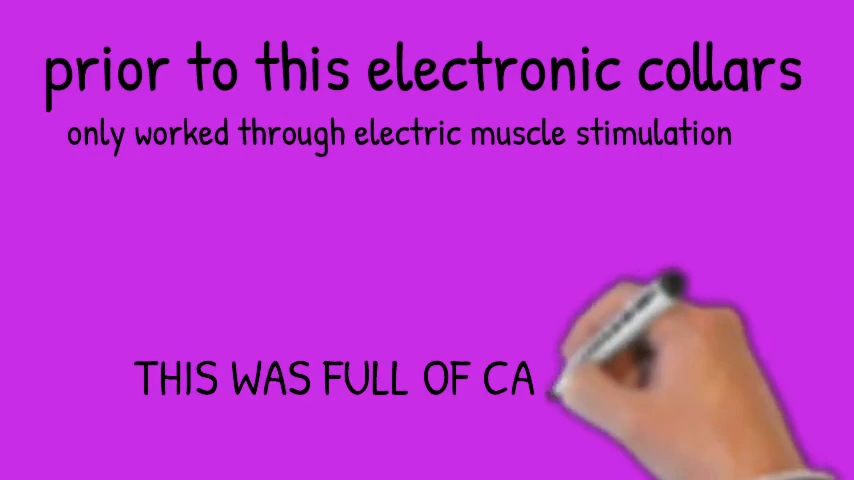 prior to this electronic collars
only worked through electric muscle stimulation
THIS WAS FULL OF CA